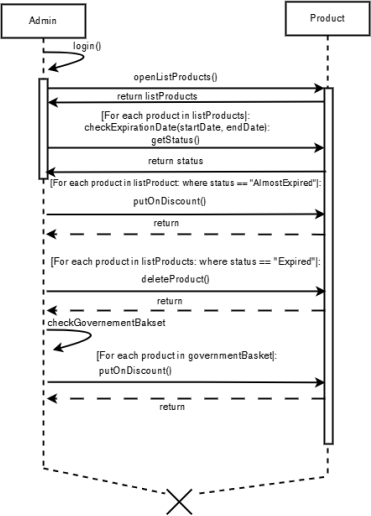 Admin
Product
login()
openListProducts()
return listProducts
[For each product in listProducts]:
checkExpirationDate(startDate, endDate):
getStatus()
return status
[For each product in listProduct: where status == "AlmostExpired"]:
putOnDiscount()
return
[For each product in listProducts: where status == "Expired"]:
deleteProduct()
return
checkGovernementBakset
[For each product in governmentBasket]:
putOnDiscount()
return